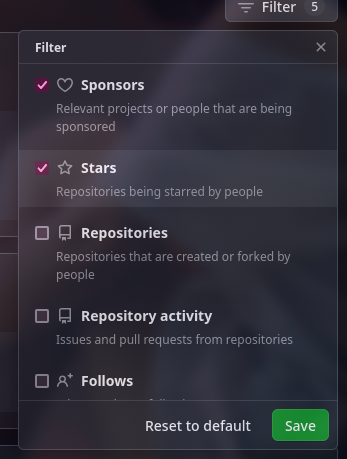 Filter 5
Filter
Sponsors
Relevant projects or people that are being
sponsored
Stars
Repositories being starred by people
Repositories
Repositories that are created or forked by
people
Repository activity
Issues and pull requests from repositories
Follows
Reset to default Save